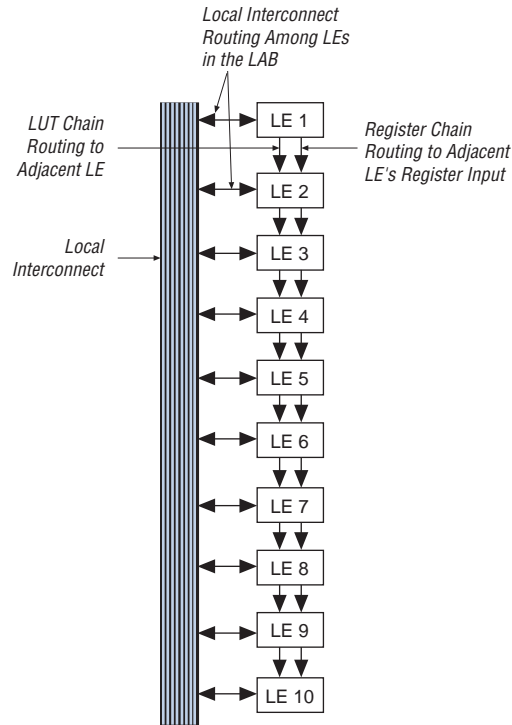 Local Interconnect
Routing Among LEs
in the LAB
LUT Chain
Routing to
Adjacent LE
Register Chain
Routing to Adjacent
LE's Register Input
Local
Interconnect
LE 1
LE 2
LE 3
LE 4
LE 5
LE 6
LE 7
LE 8
LE 9
LE 10